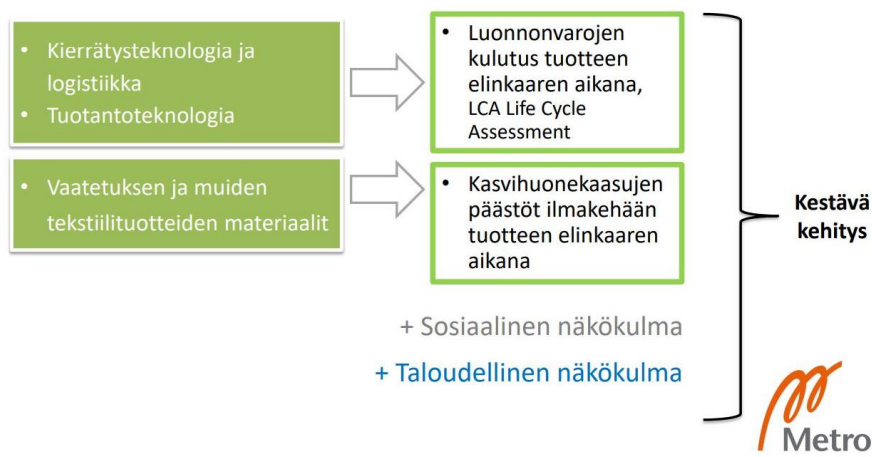 • Kierrätysteknologia ja
logistiikka
• Tuotantoteknologia
• Luonnonvarojen
kulutus tuotteen
elinkaaren aikana,
LCA Life Cycle
Assessment
• Vaatetuksen ja muiden
tekstiilituotteiden materiaalit
• Kasvihuonekaasujen
päästöt ilmakehään
tuotteen elinkaaren
aikana
Kestävä
kehitys
+ Sosiaalinen näkökulma
+ Taloudellinen näkökulma
Metro